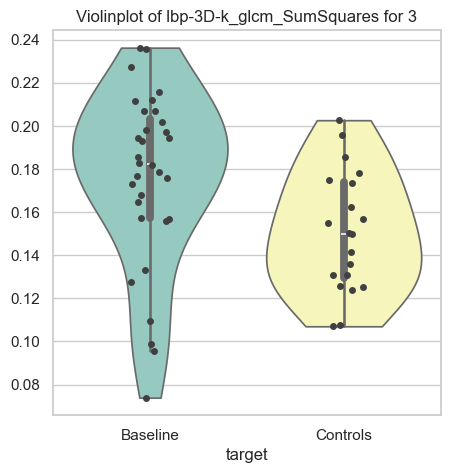 Violinplot of lbp-3D-k_glcm_SumSquares for 3
0.24
0.22
0.20
0.18
0.16
0.14
0.12
0.10
0.08
Baseline
Controls
target